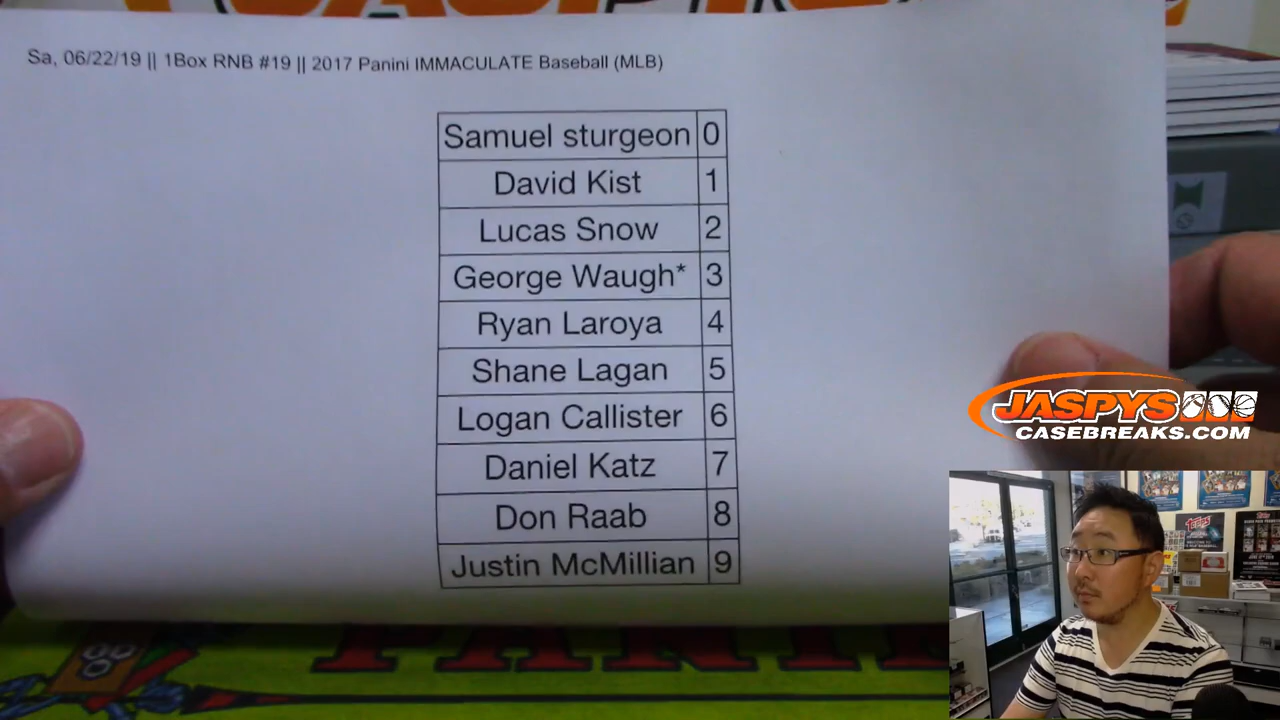 Sa, 06/22/19 || 1Box RNB #19 || 2017 Panini IMMACULATE Baseball (MLB)
Samuel sturgeon 0
David Kist 1
Lucas Snow 2
George Waugh* 3
Ryan Laroya 4
Shane Lagan 5
Logan Callister 6
Daniel Katz 7
Don Raab 8
Justin McMillian 9
JASPYS
CASEBREAKS.COM